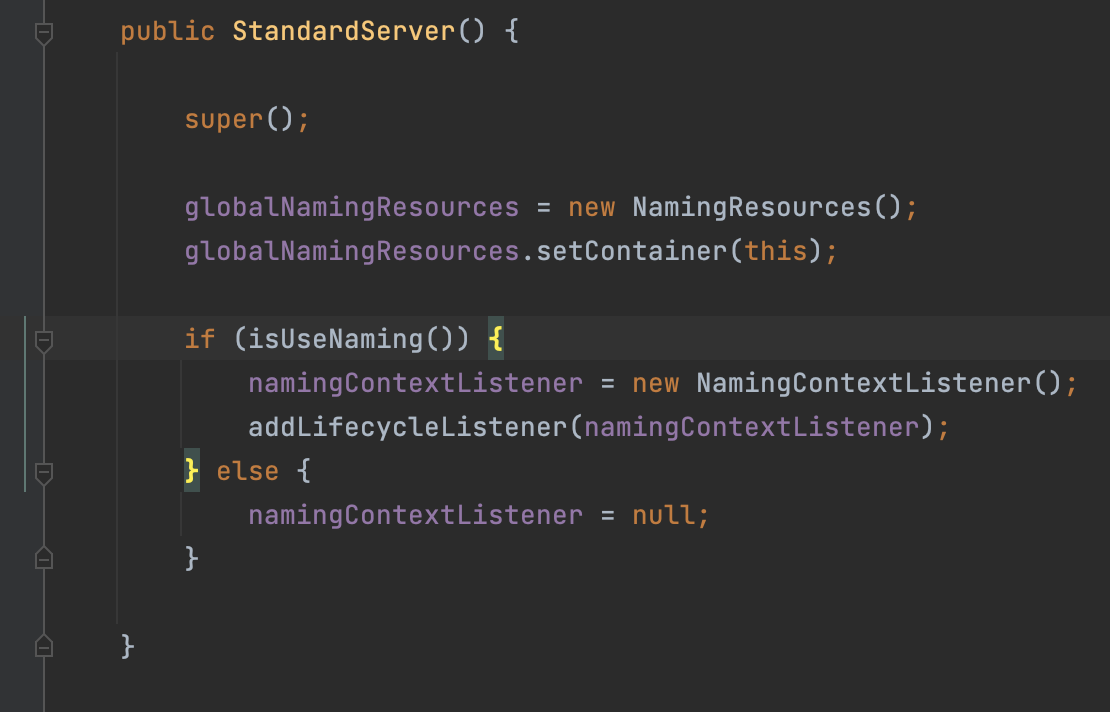 public StandardServer() {
super();
globalNamingResources = new NamingResources();
globalNamingResources.setContainer(this);
if (isUseNaming()) {
namingContextListener = new NamingContextListener();
addLifecycleListener(namingContextListener);
} else {
namingContextListener = null;
}
}